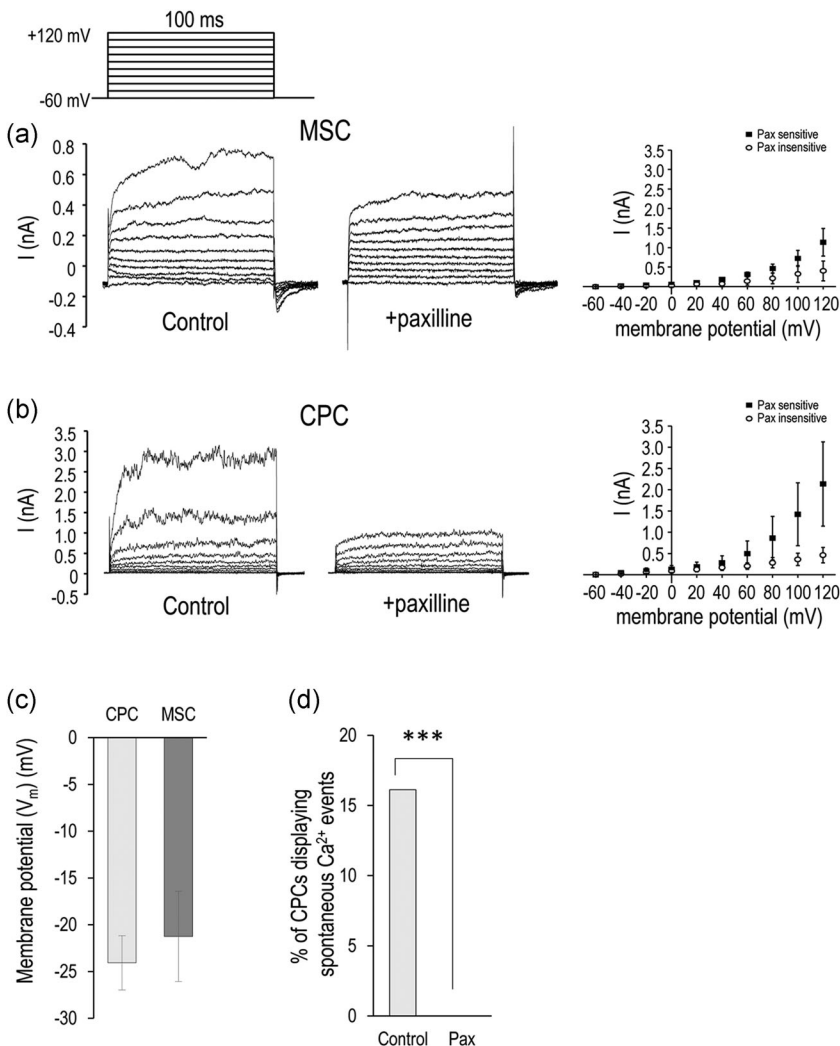 100 ms
+120 mV
-60 mV
(a)
MSC
I (nA)
0.8
0.6
0.4
0.2
0
-0.2
-0.4
Control
+paxilline
Pax sensitive
Pax insensitive
I (nA)
3.5
3.0
2.5
2.0
1.5
1.0
0.5
-60 -40 -20 0 20 40 60 80 100 120
membrane potential (mV)
(b)
CPC
I (nA)
3.5
3.0
2.5
2.0
1.5
1.0
0.5
0
-0.5
Control
+paxilline
Pax sensitive
Pax insensitive
I (nA)
3.5
3.0
2.5
2.0
1.5
1.0
0.5
-60 -40 -20 0 20 40 60 80 100 120
membrane potential (mV)
(c)
CPC MSC
Membrane potential (Vm) (mV)
0
-5
-10
-15
-20
-25
-30
(d)
% of CPCs displaying
spontaneous Ca²⁺ events
20
15
10
5
0
***
Control Pax